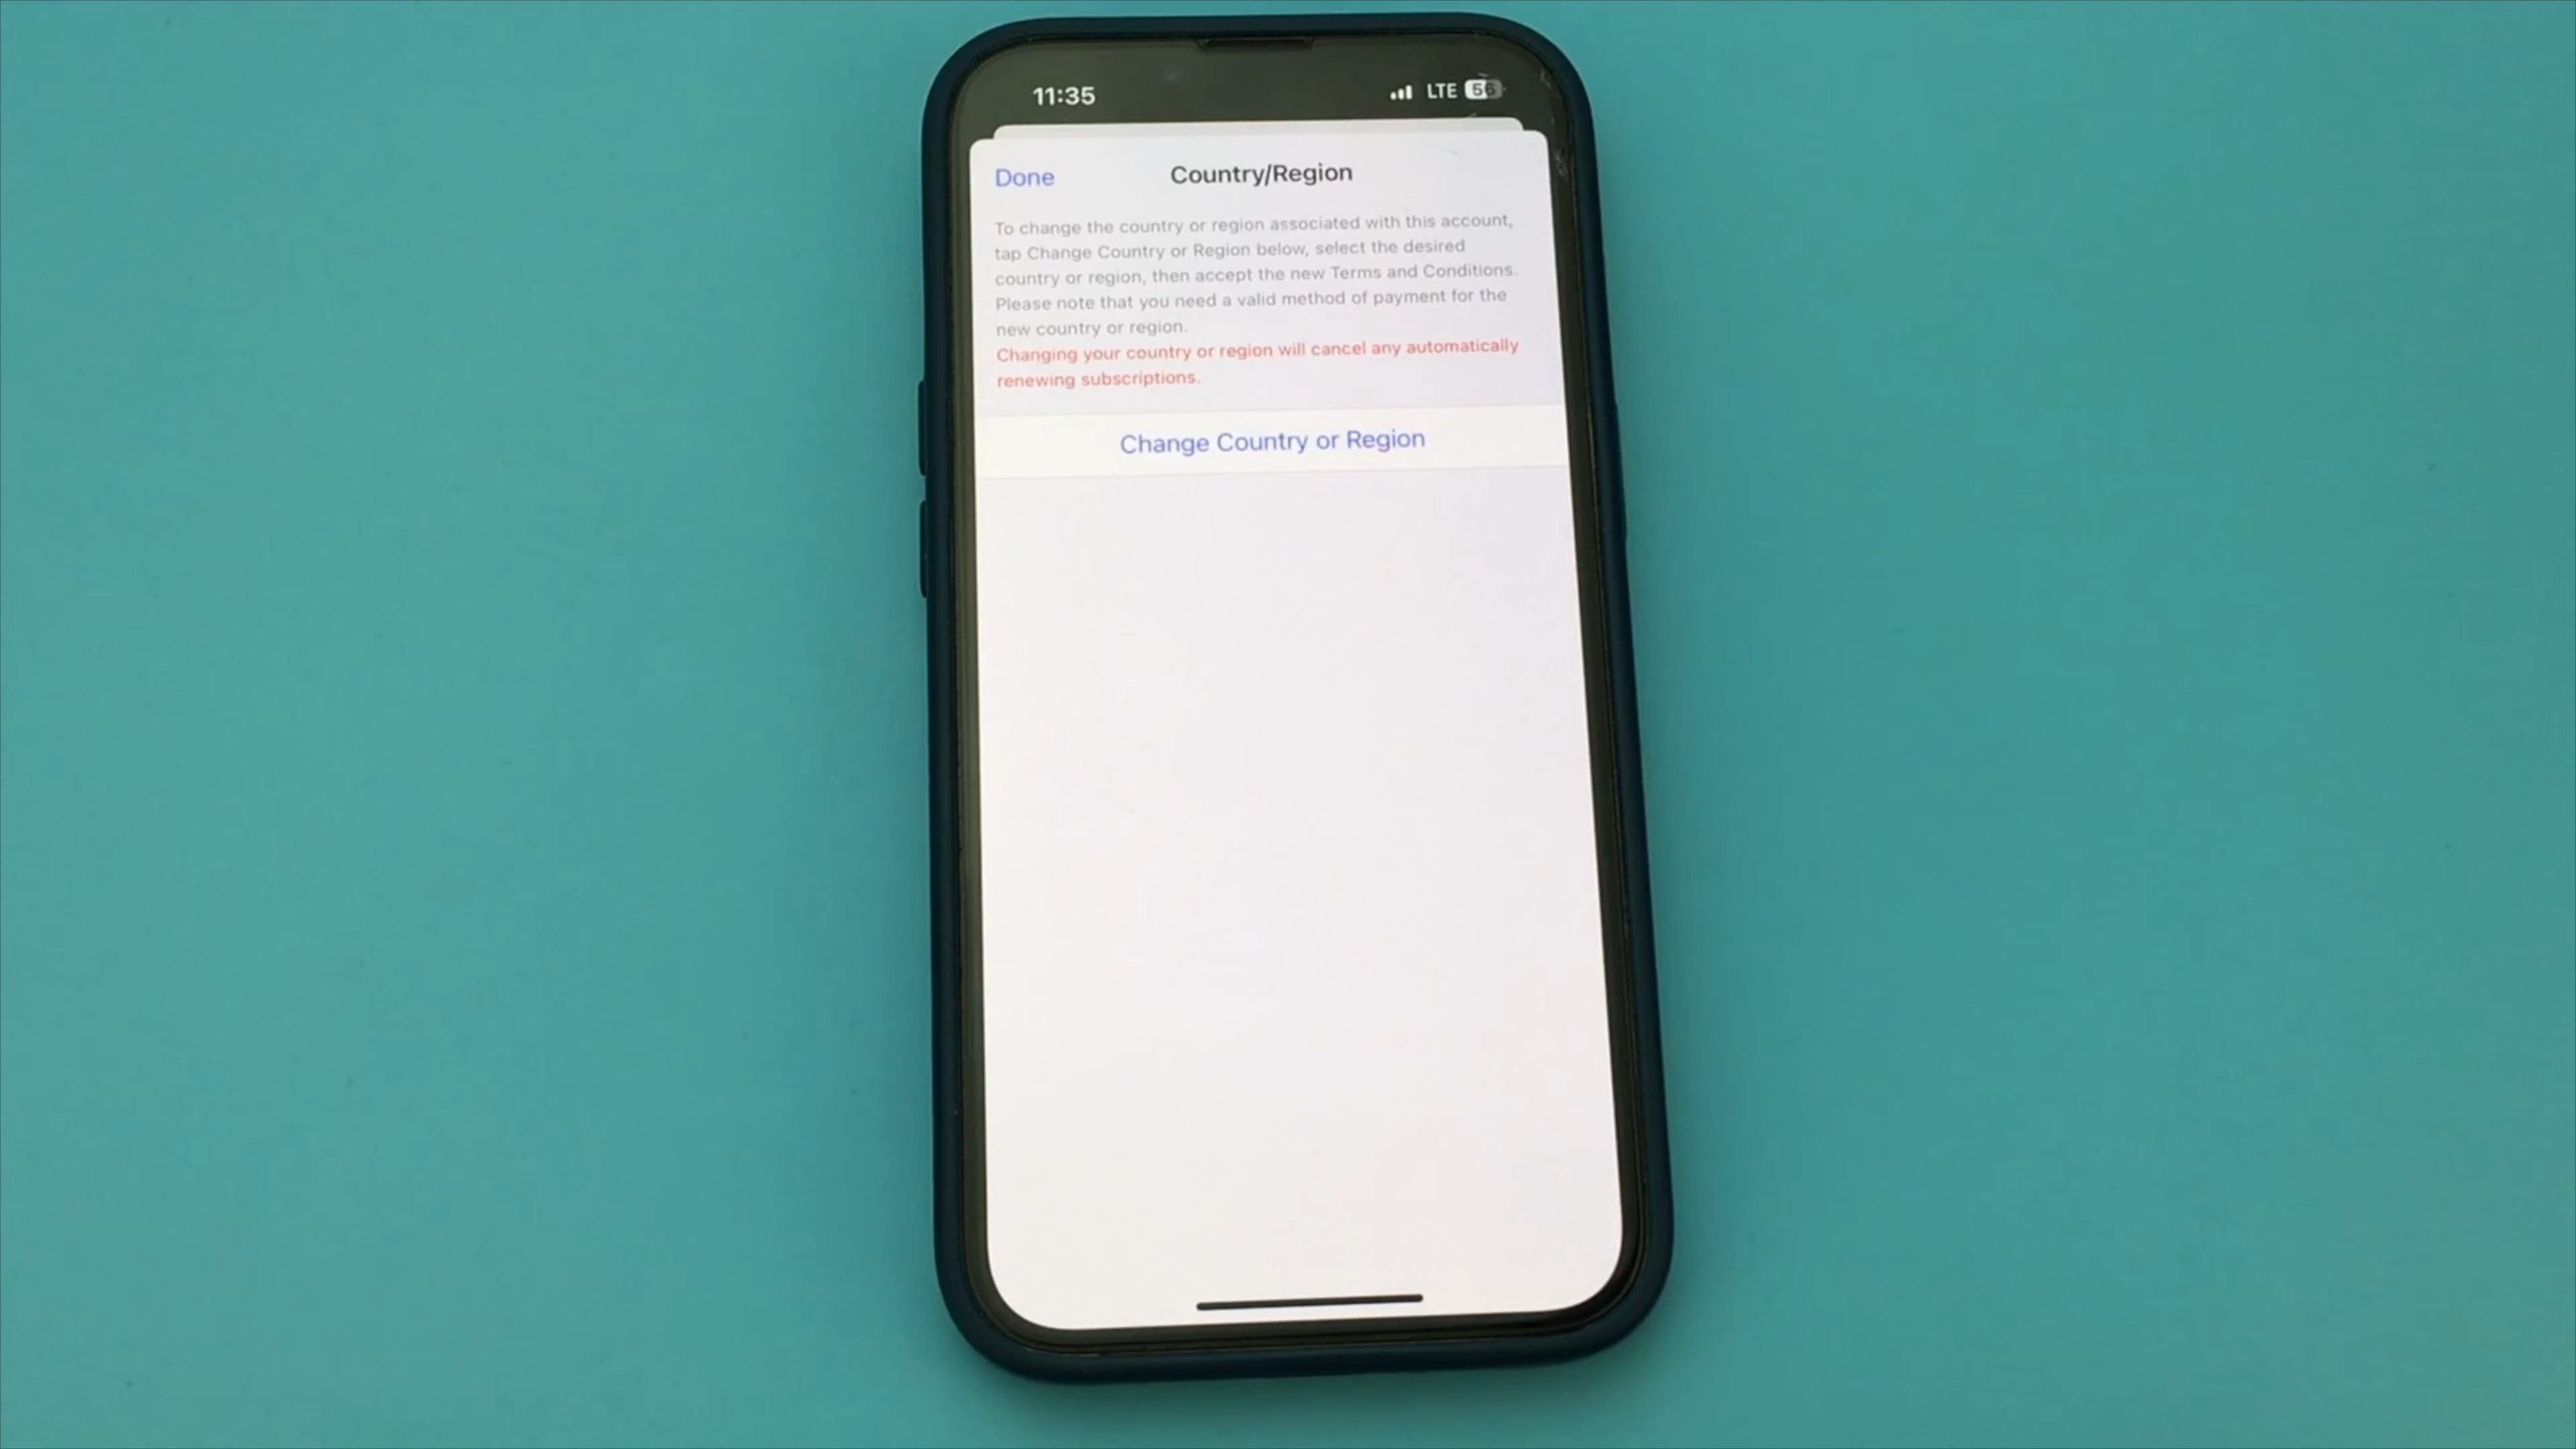 11:35
LTE 56
Done
Country/Region
To change the country or region associated with this account,
tap Change Country or Region below, select the desired
country or region, then accept the new Terms and Conditions.
Please note that you need a valid method of payment for the
new country or region.
Changing your country or region will cancel any automatically
renewing subscriptions.
Change Country or Region